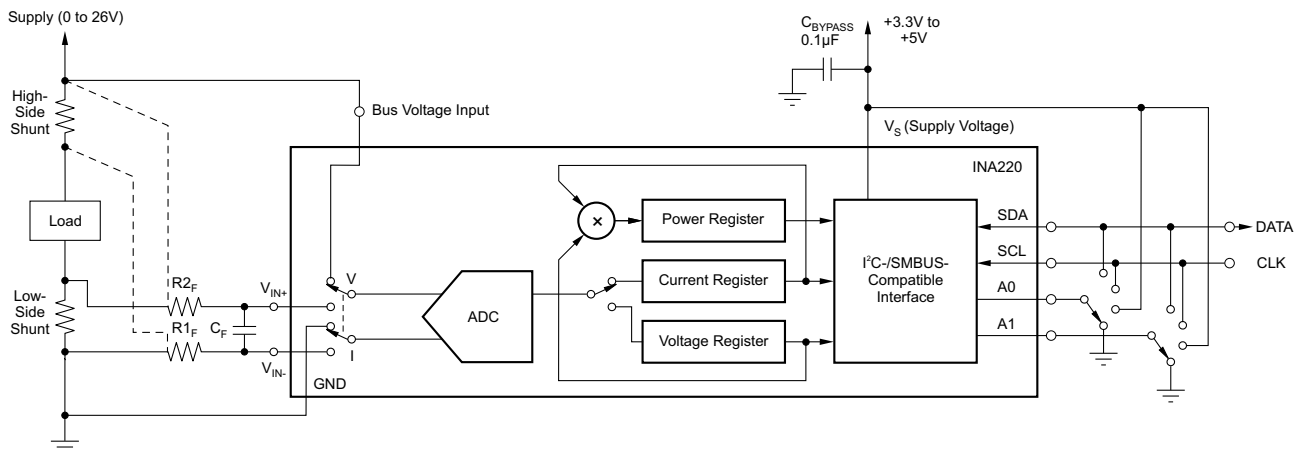 Supply (0 to 26V)
C_BYPASS
0.1µF
+3.3V to
+5V
High-
Side
Shunt
Bus Voltage Input
V_S (Supply Voltage)
INA220
Load
Power Register
SDA
DATA
SCL
CLK
I²C-/SMBUS-
Compatible
Interface
R2_F
V_IN+
V
Current Register
A0
Low-
Side
Shunt
ADC
R1_F
C_F
A1
Voltage Register
V_IN-
I
GND
×